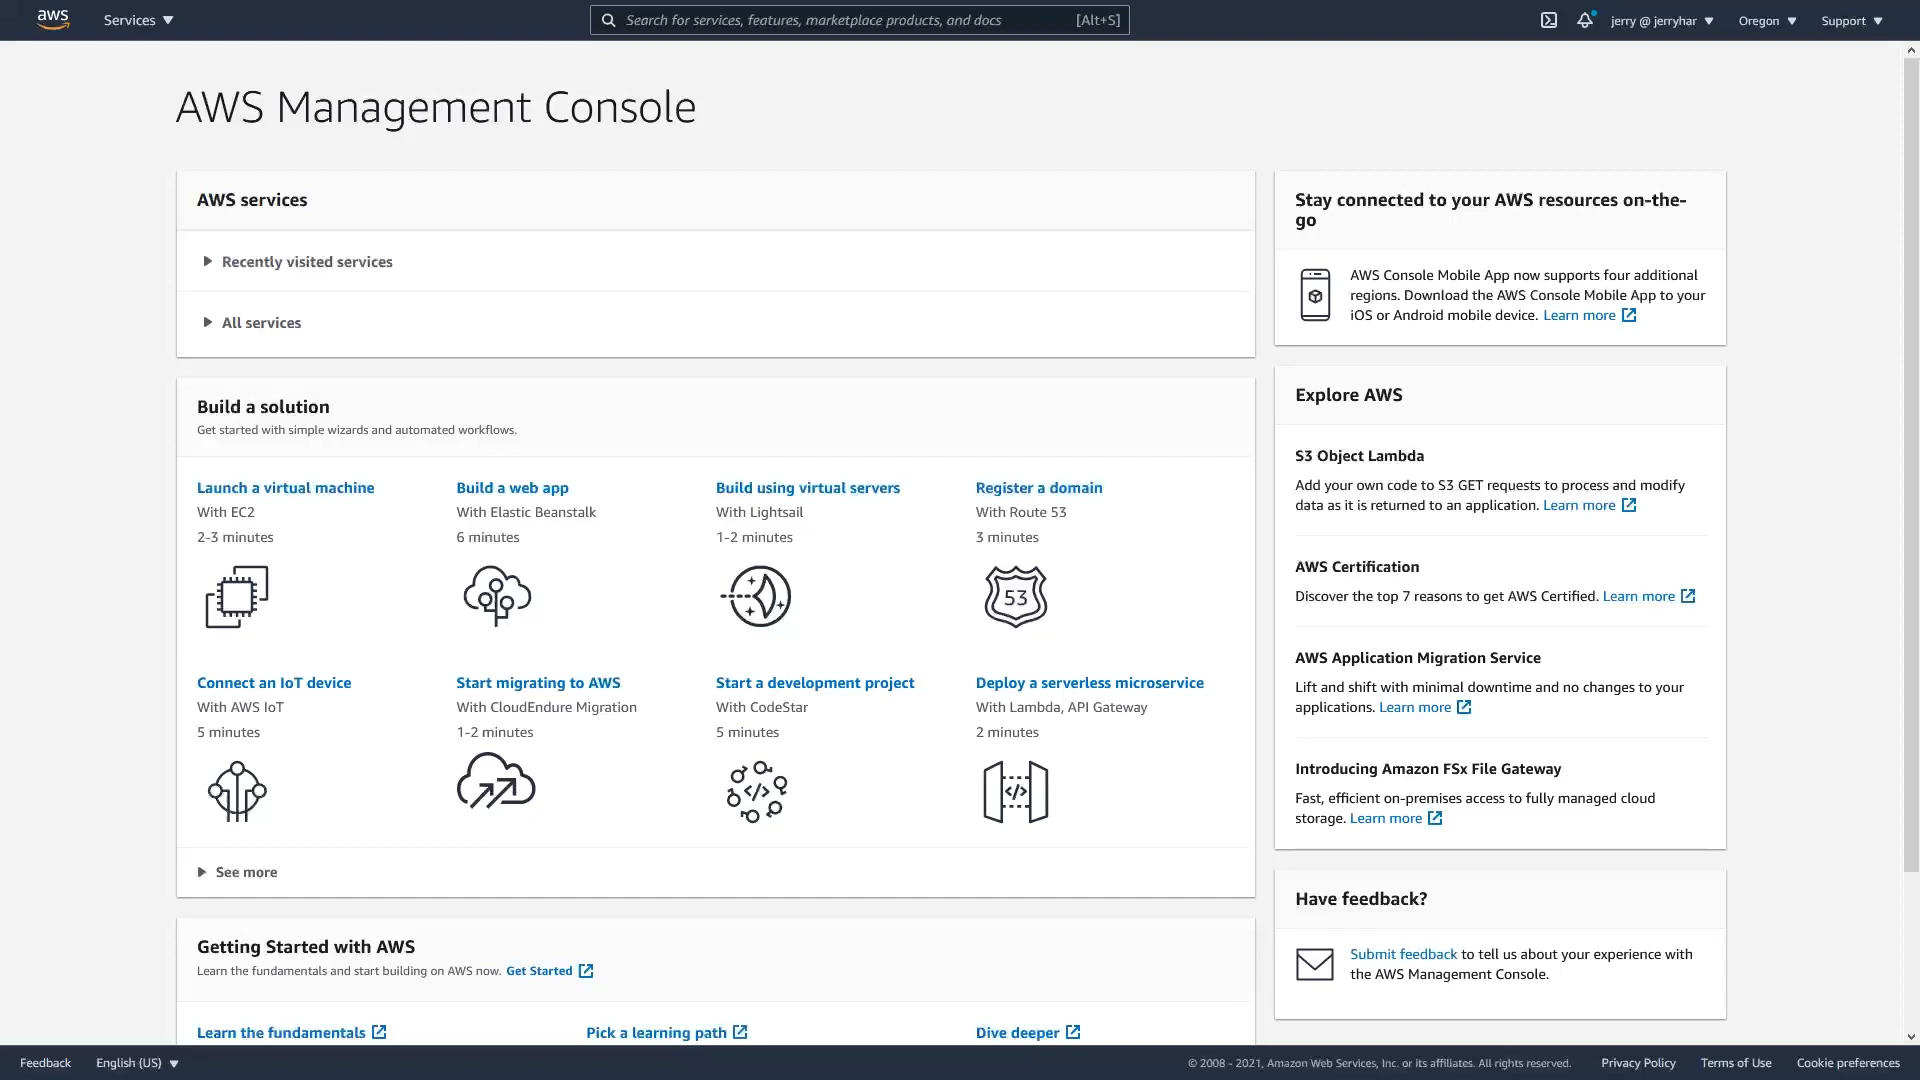 aws
Services
Search for services, features, marketplace products, and docs
[Alt+S]
jerry @ jerryhar
Oregon
Support
AWS Management Console
AWS services
Recently visited services
All services
Build a solution
Get started with simple wizards and automated workflows.
Launch a virtual machine
With EC2
2-3 minutes
Build a web app
With Elastic Beanstalk
6 minutes
Build using virtual servers
With Lightsail
1-2 minutes
Register a domain
With Route 53
3 minutes
53
Connect an IoT device
With AWS IoT
5 minutes
Start migrating to AWS
With CloudEndure Migration
1-2 minutes
Start a development project
With CodeStar
5 minutes
</>
Deploy a serverless microservice
With Lambda, API Gateway
2 minutes
</>
See more
Getting Started with AWS
Learn the fundamentals and start building on AWS now. Get Started
Learn the fundamentals
Pick a learning path
Dive deeper
Stay connected to your AWS resources on-the-
go
AWS Console Mobile App now supports four additional
regions. Download the AWS Console Mobile App to your
iOS or Android mobile device. Learn more
Explore AWS
S3 Object Lambda
Add your own code to S3 GET requests to process and modify
data as it is returned to an application. Learn more
AWS Certification
Discover the top 7 reasons to get AWS Certified. Learn more
AWS Application Migration Service
Lift and shift with minimal downtime and no changes to your
applications. Learn more
Introducing Amazon FSx File Gateway
Fast, efficient on-premises access to fully managed cloud
storage. Learn more
Have feedback?
Submit feedback to tell us about your experience with
the AWS Management Console.
Feedback
English (US)
© 2008 - 2021, Amazon Web Services, Inc. or its affiliates. All rights reserved.
Privacy Policy
Terms of Use
Cookie preferences